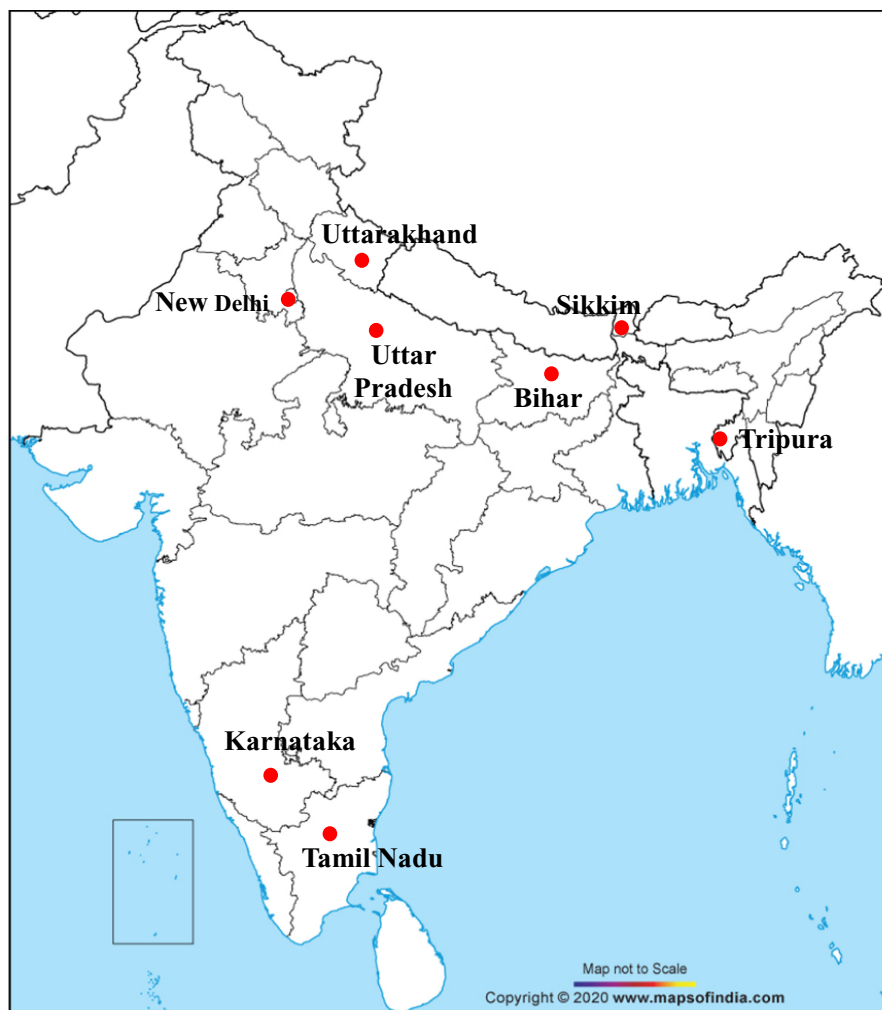 Uttarakhand
New Delhi
Sikkim
Uttar
Pradesh
Bihar
Tripura
Karnataka
Tamil Nadu
Map not to Scale
Copyright © 2020 www.mapsofindia.com